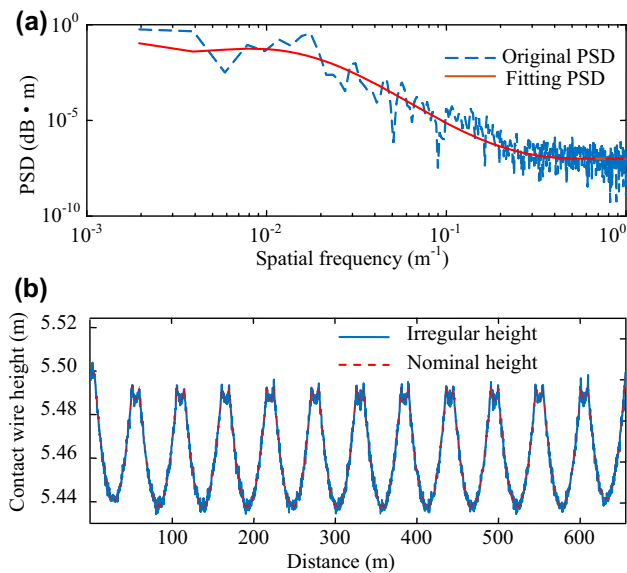 (a)
10^0
10^-5
10^-10
PSD (dB • m)
Original PSD
Fitting PSD
10^-3
10^-2
10^-1
10^0
Spatial frequency (m^-1)
(b)
5.52
5.50
5.48
5.46
5.44
Contact wire height (m)
Irregular height
Nominal height
100
200
300
400
500
600
Distance (m)